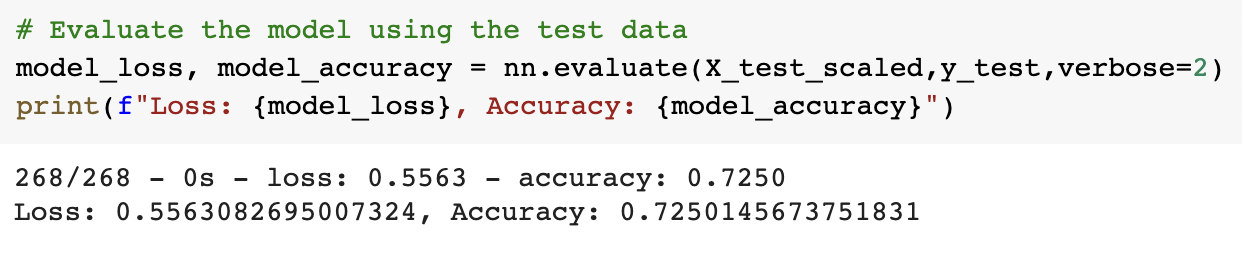 # Evaluate the model using the test data
model_loss, model_accuracy = nn.evaluate(X_test_scaled,y_test,verbose=2)
print(f"Loss: {model_loss}, Accuracy: {model_accuracy}")
268/268 - 0s - loss: 0.5563 - accuracy: 0.7250
Loss: 0.5563082695007324, Accuracy: 0.7250145673751831